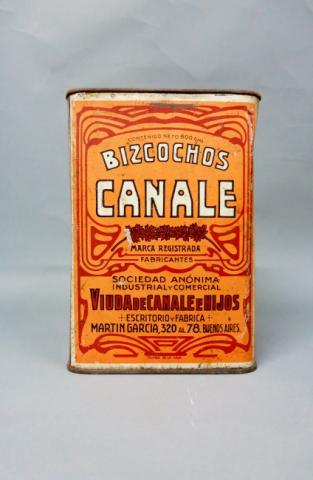 CONTENIDO NETO 800 GMS.
BIZCOCHOS
CANALE
MARCA REGISTRADA
FABRICANTES
SOCIEDAD ANÓNIMA
INDUSTRIAL Y COMERCIAL
VIUDA DE CANALE E HIJOS
ESCRITORIO Y FABRICA
MARTIN GARCIA, 320 AL 78. BUENOS AIRES.